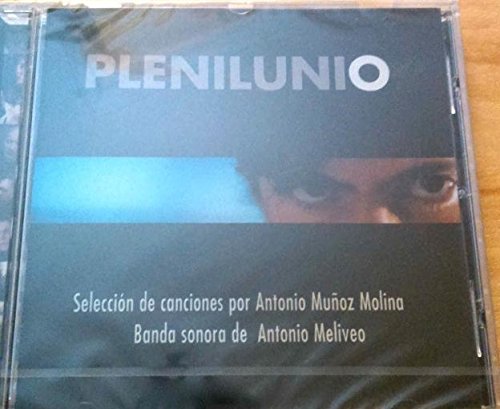 PLENILUNIO
Selección de canciones por Antonio Muñoz Molina
Banda sonora de Antonio Meliveo